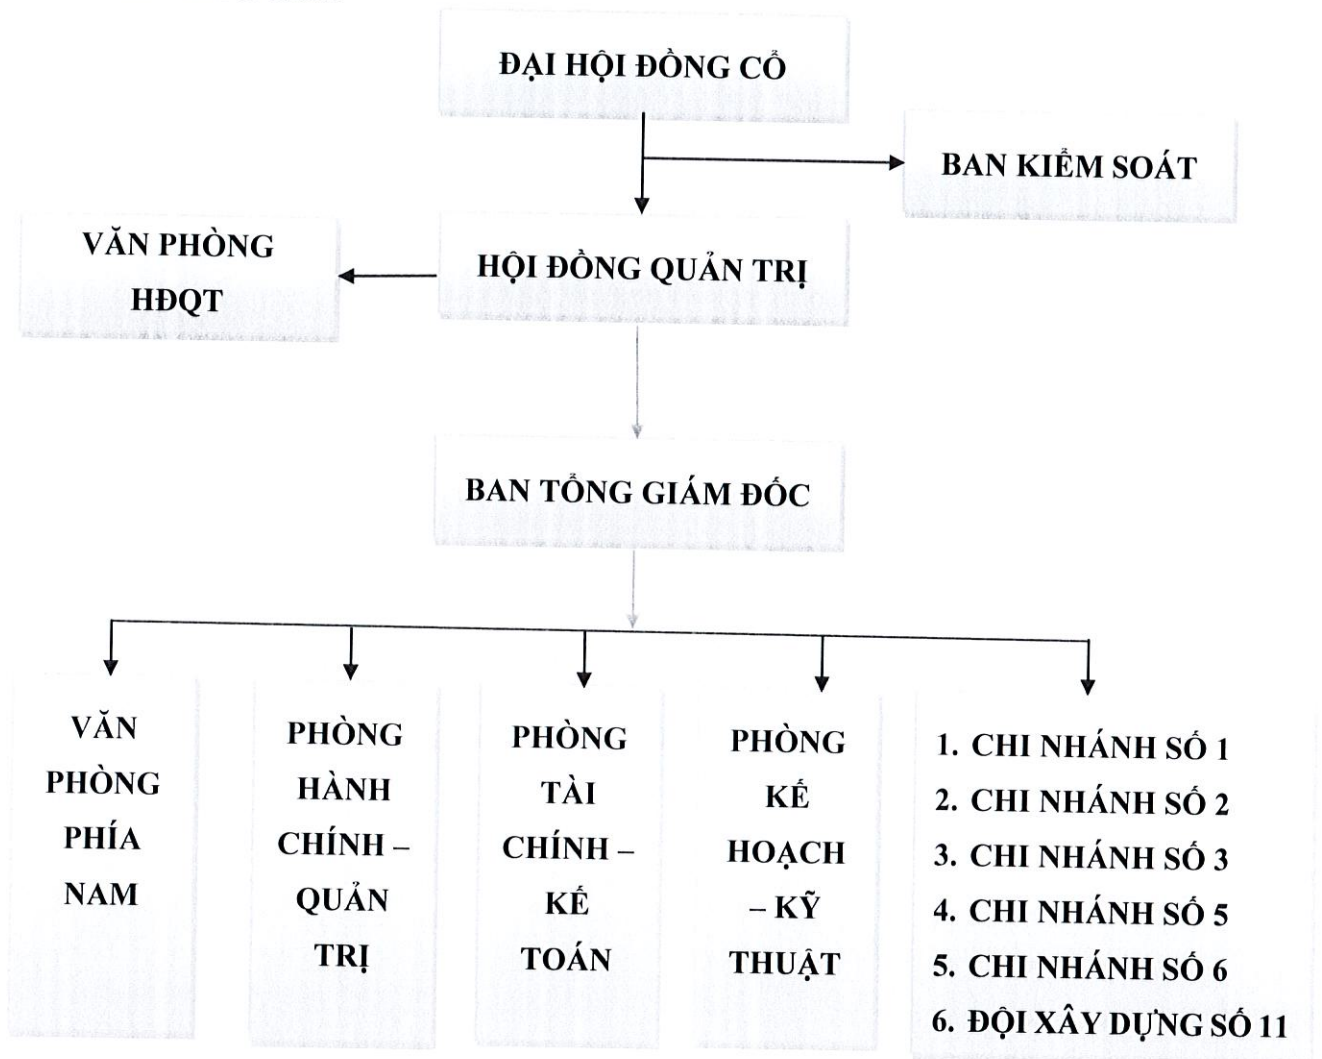 ĐẠI HỘI ĐỒNG CỔ
BAN KIỂM SOÁT
VĂN PHÒNG
HĐQT
HỘI ĐỒNG QUẢN TRỊ
BAN TỔNG GIÁM ĐỐC
VĂN
PHÒNG
PHÍA
NAM
PHÒNG
HÀNH
CHÍNH –
QUẢN
TRỊ
PHÒNG
TÀI
CHÍNH –
KẾ
TOÁN
PHÒNG
KẾ
HOẠCH
– KỸ
THUẬT
1. CHI NHÁNH SỐ 1
2. CHI NHÁNH SỐ 2
3. CHI NHÁNH SỐ 3
4. CHI NHÁNH SỐ 5
5. CHI NHÁNH SỐ 6
6. ĐỘI XÂY DỰNG SỐ 11